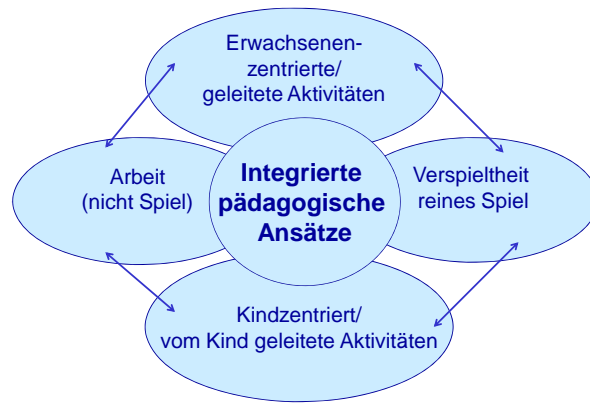 Erwachsenen-
zentrierte/
geleitete Aktivitäten
Arbeit
(nicht Spiel)
Integrierte
pädagogische
Ansätze
Verspieltheit
reines Spiel
Kindzentriert/
vom Kind geleitete Aktivitäten